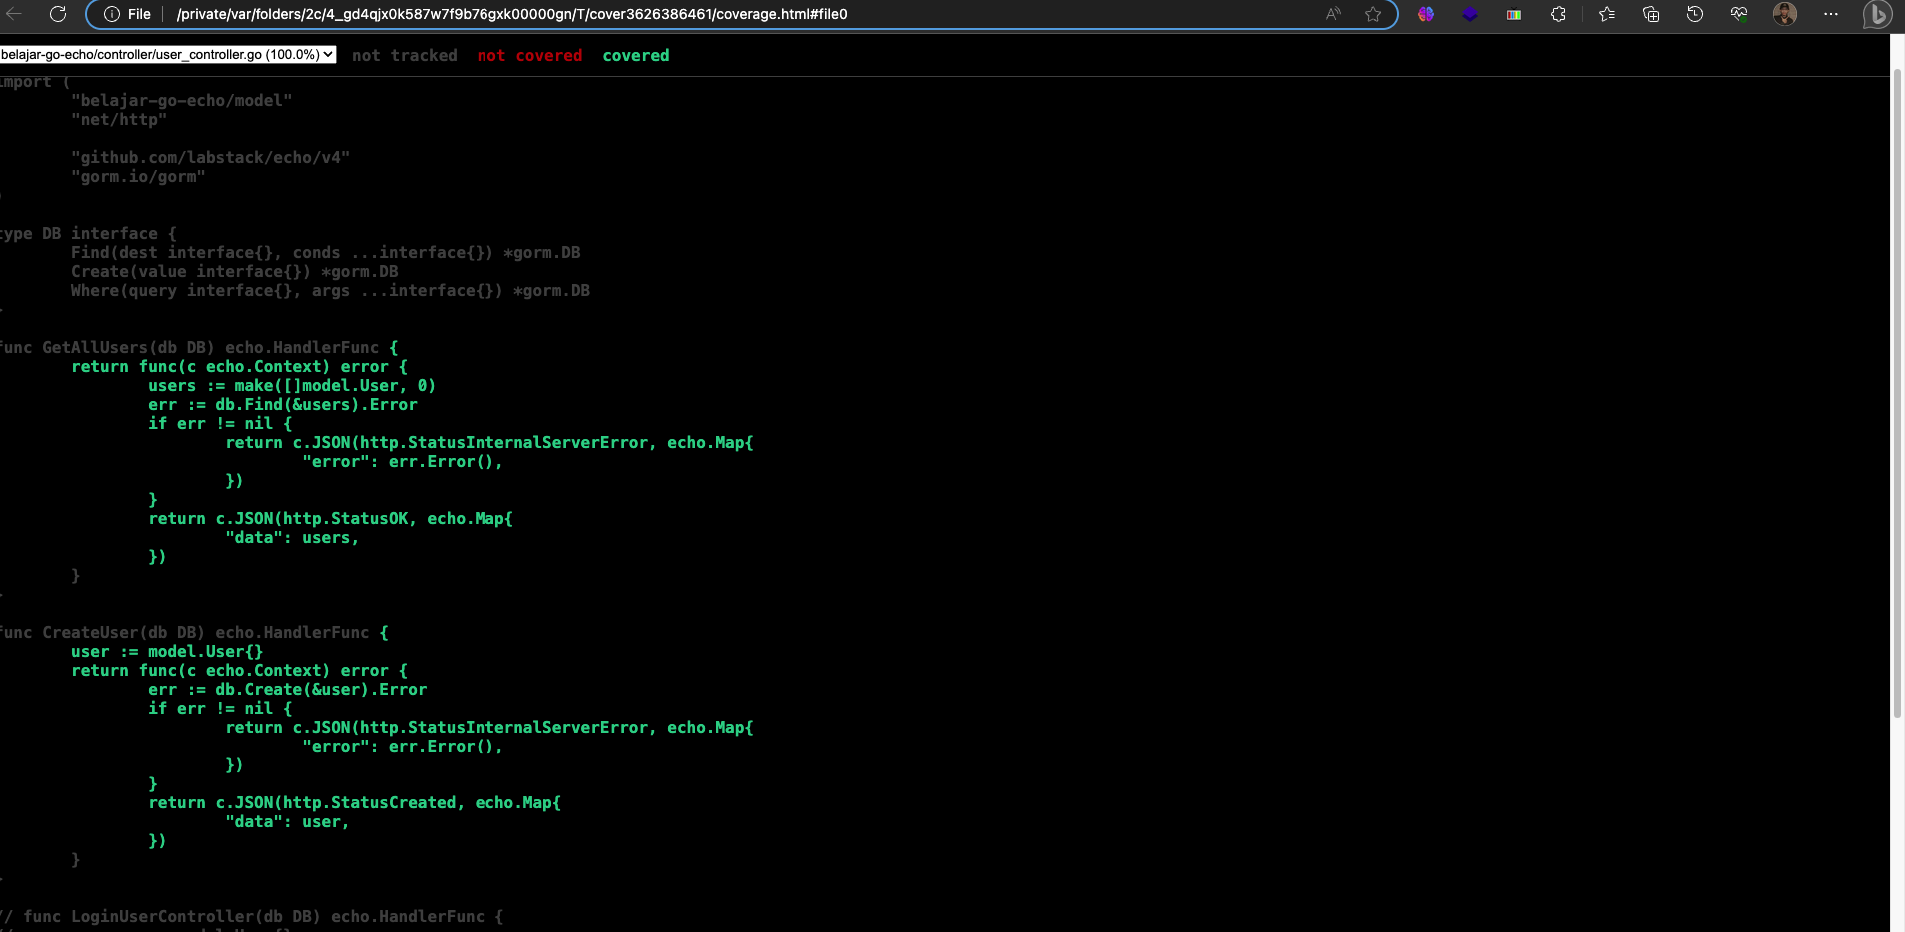 File /private/var/folders/2c/4_gd4qjx0k587w7f9b76gxk00000gn/T/cover3626386461/coverage.html#file0
belajar-go-echo/controller/user_controller.go (100.0%) not tracked not covered covered
import (
"belajar-go-echo/model"
"net/http"
"github.com/labstack/echo/v4"
"gorm.io/gorm"
)
type DB interface {
Find(dest interface{}, conds ...interface{}) *gorm.DB
Create(value interface{}) *gorm.DB
Where(query interface{}, args ...interface{}) *gorm.DB
}
func GetAllUsers(db DB) echo.HandlerFunc {
return func(c echo.Context) error {
users := make([]model.User, 0)
err := db.Find(&users).Error
if err != nil {
return c.JSON(http.StatusInternalServerError, echo.Map{
"error": err.Error(),
})
}
return c.JSON(http.StatusOK, echo.Map{
"data": users,
})
}
}
func CreateUser(db DB) echo.HandlerFunc {
user := model.User{}
return func(c echo.Context) error {
err := db.Create(&user).Error
if err != nil {
return c.JSON(http.StatusInternalServerError, echo.Map{
"error": err.Error(),
})
}
return c.JSON(http.StatusCreated, echo.Map{
"data": user,
})
}
}
// func LoginUserController(db DB) echo.HandlerFunc {